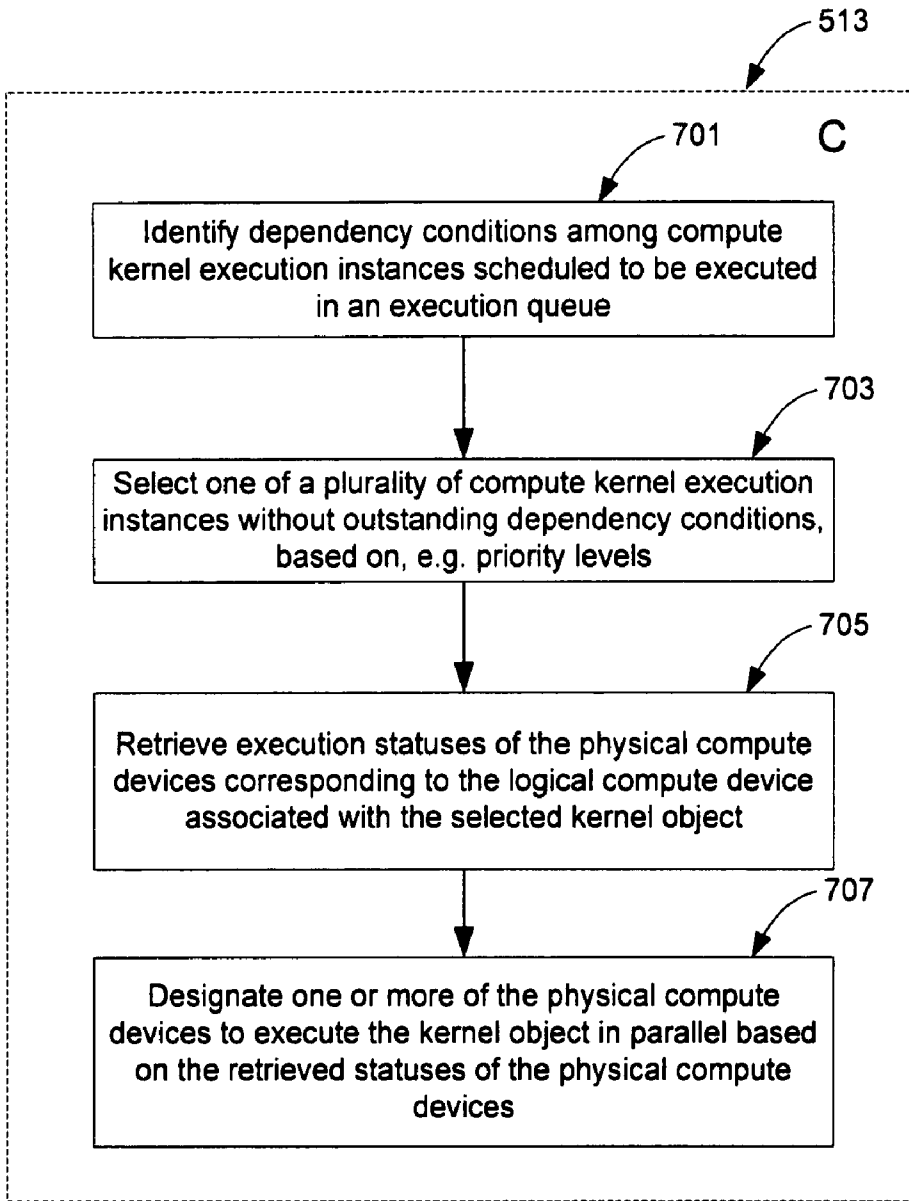 513
C
701
Identify dependency conditions among compute
kernel execution instances scheduled to be executed
in an execution queue
703
Select one of a plurality of compute kernel execution
instances without outstanding dependency conditions,
based on, e.g. priority levels
705
Retrieve execution statuses of the physical compute
devices corresponding to the logical compute device
associated with the selected kernel object
707
Designate one or more of the physical compute
devices to execute the kernel object in parallel based
on the retrieved statuses of the physical compute
devices